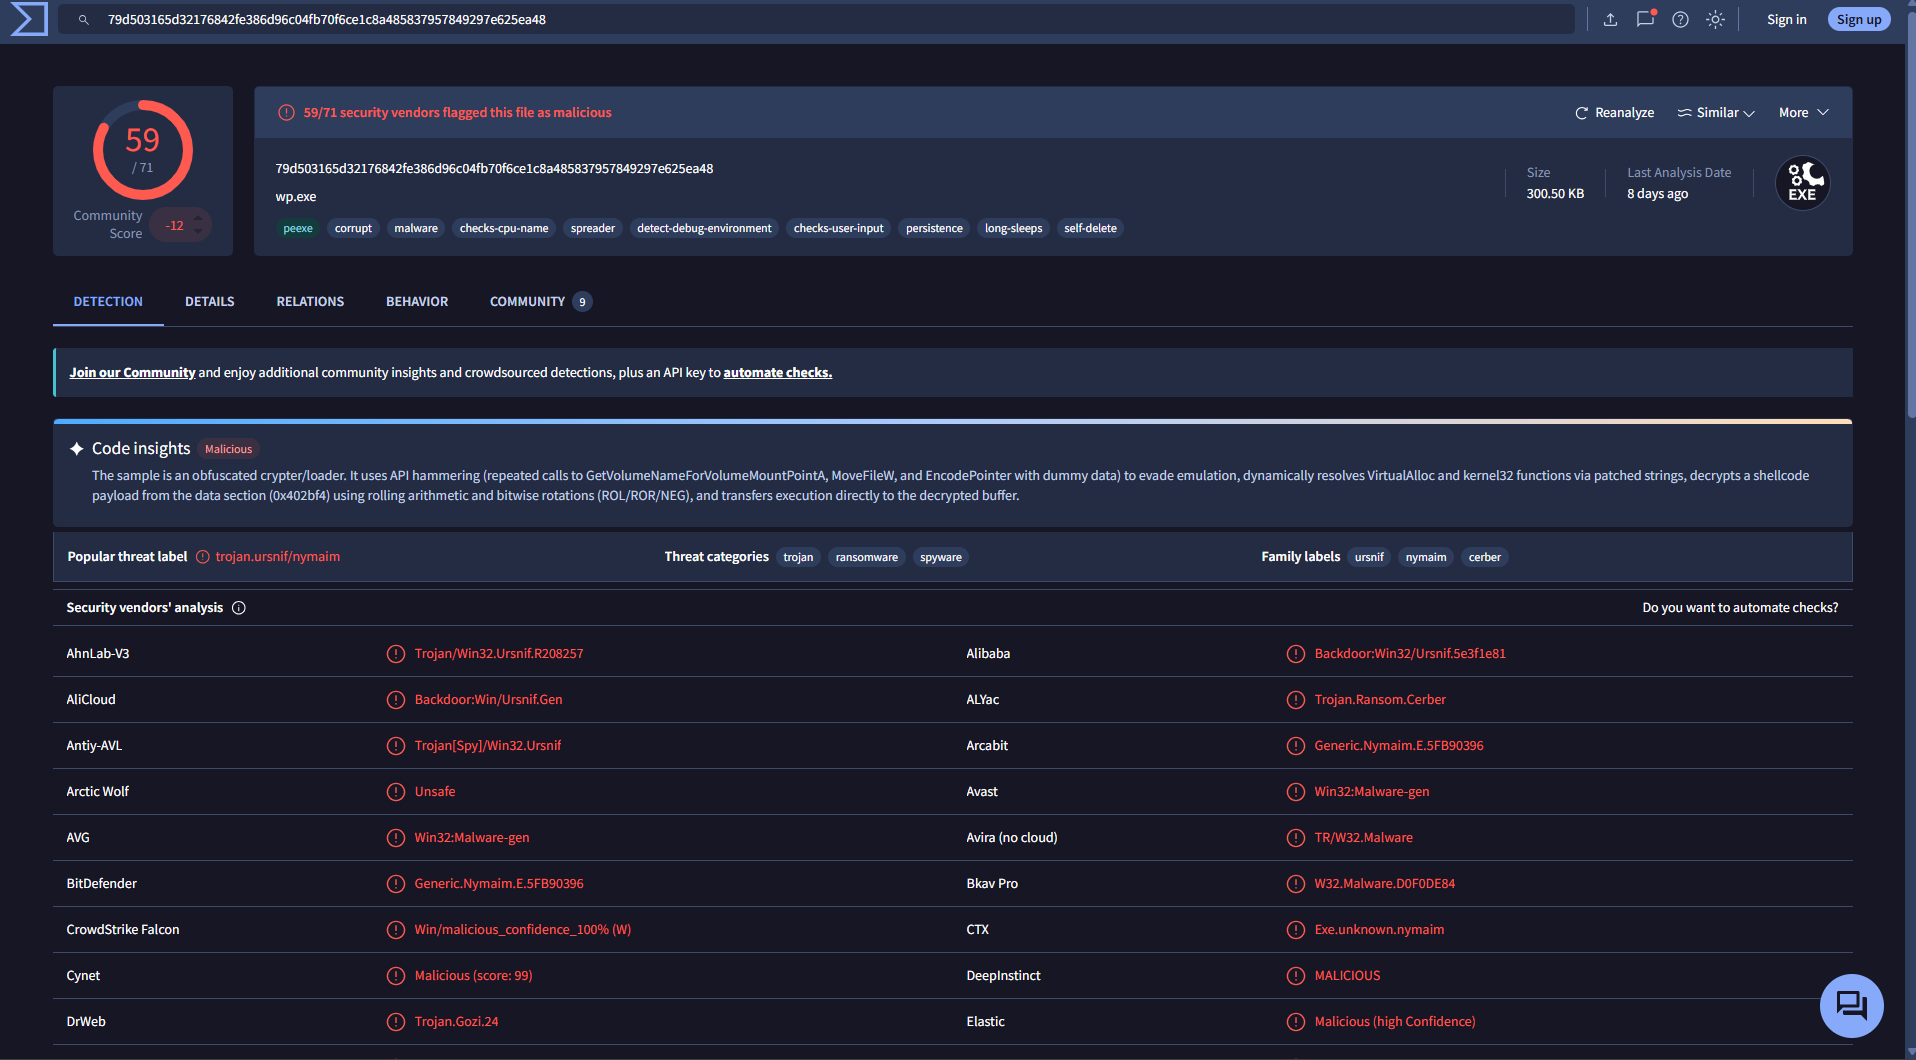 79d503165d32176842fe386d96c04fb70f6ce1c8a485837957849297e625ea48
Sign in
Sign up
59
/ 71
Community Score
-12
59/71 security vendors flagged this file as malicious
Reanalyze
Similar
More
79d503165d32176842fe386d96c04fb70f6ce1c8a485837957849297e625ea48
wp.exe
Size
300.50 KB
Last Analysis Date
8 days ago
EXE
peexe corrupt malware checks-cpu-name spreader detect-debug-environment checks-user-input persistence long-sleeps self-delete
DETECTION DETAILS RELATIONS BEHAVIOR COMMUNITY 9
Join our Community and enjoy additional community insights and crowdsourced detections, plus an API key to automate checks.
Code insights Malicious
The sample is an obfuscated crypter/loader. It uses API hammering (repeated calls to GetVolumeNameForVolumeMountPointA, MoveFileW, and EncodePointer with dummy data) to evade emulation, dynamically resolves VirtualAlloc and kernel32 functions via patched strings, decrypts a shellcode
payload from the data section (0x402bf4) using rolling arithmetic and bitwise rotations (ROL/ROR/NEG), and transfers execution directly to the decrypted buffer.
Popular threat label trojan.ursnif/nymaim Threat categories trojan ransomware spyware Family labels ursnif nymaim cerber
Security vendors' analysis Do you want to automate checks?
AhnLab-V3 Trojan/Win32.Ursnif.R208257 Alibaba Backdoor:Win32/Ursnif.5e3f1e81
AliCloud Backdoor:Win/Ursnif.Gen ALYac Trojan.Ransom.Cerber
Antiy-AVL Trojan[Spy]/Win32.Ursnif Arcabit Generic.Nymaim.E.5FB90396
Arctic Wolf Unsafe Avast Win32:Malware-gen
AVG Win32:Malware-gen Avira (no cloud) TR/W32.Malware
BitDefender Generic.Nymaim.E.5FB90396 Bkav Pro W32.Malware.D0F0DE84
CrowdStrike Falcon Win/malicious_confidence_100% (W) CTX Exe.unknown.nymaim
Cynet Malicious (score: 99) DeepInstinct MALICIOUS
DrWeb Trojan.Gozi.24 Elastic Malicious (high Confidence)